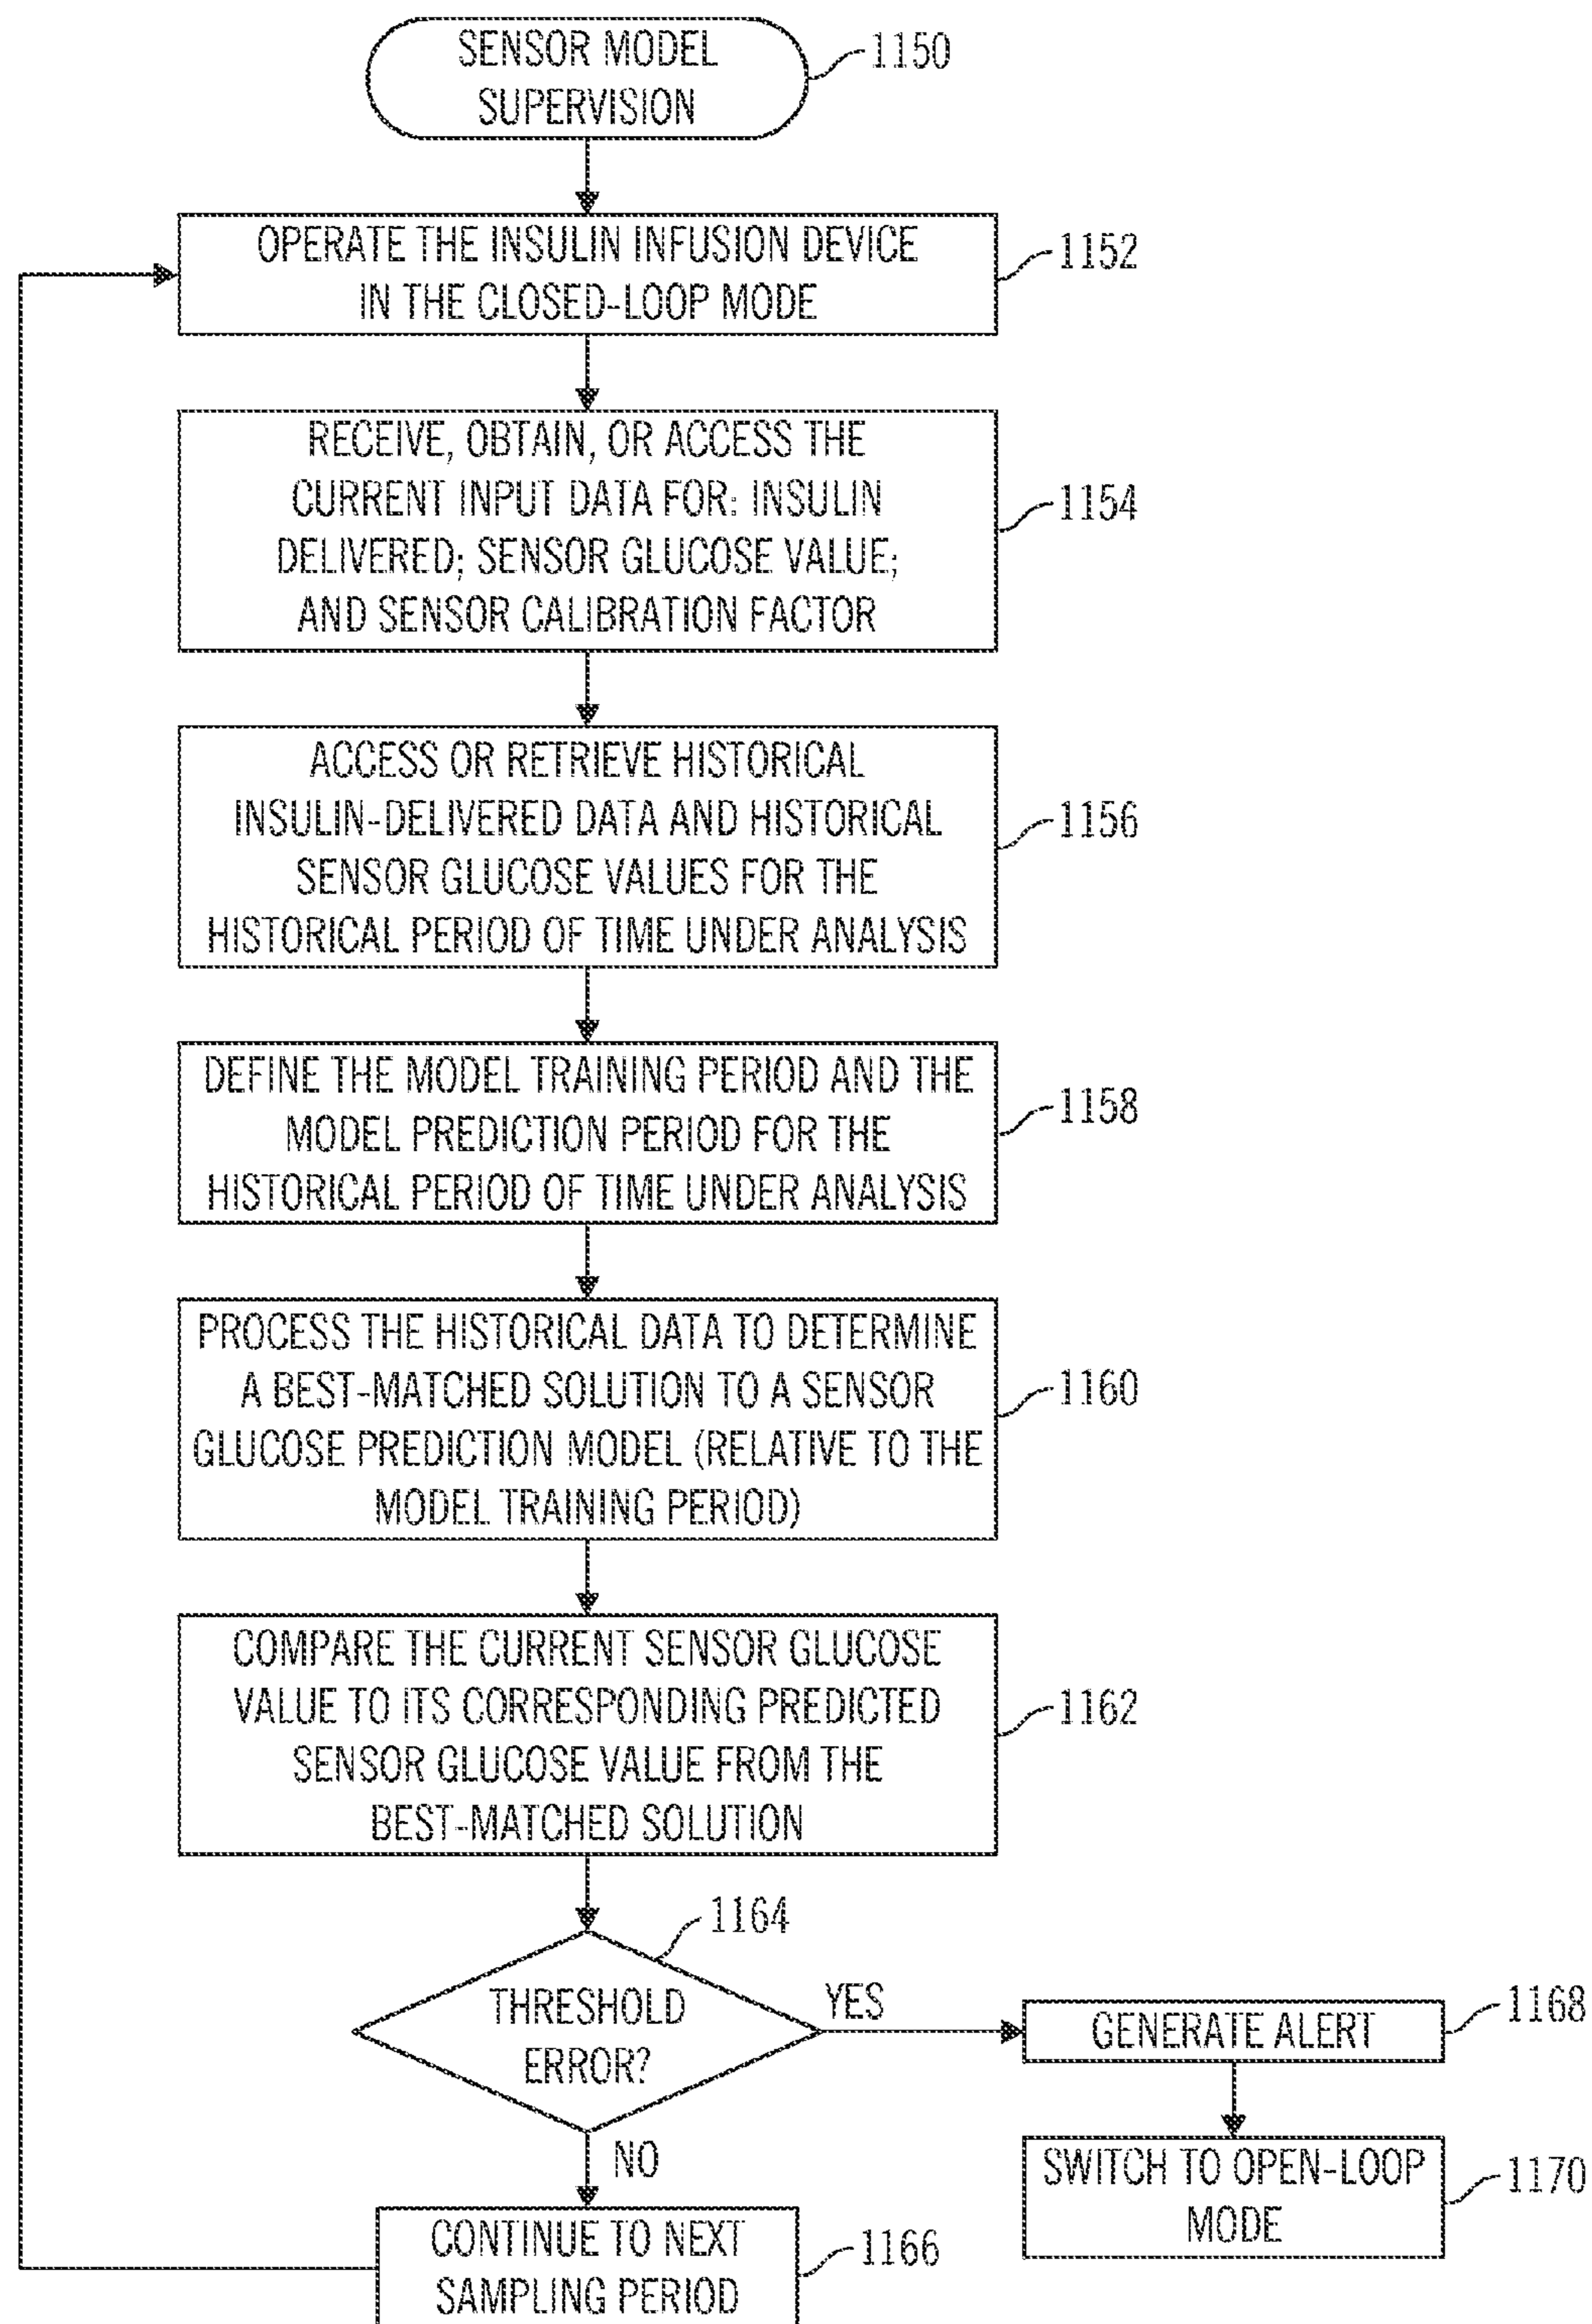 SENSOR MODEL
SUPERVISION
1150
OPERATE THE INSULIN INFUSION DEVICE
IN THE CLOSED-LOOP MODE
1152
RECEIVE, OBTAIN, OR ACCESS THE
CURRENT INPUT DATA FOR: INSULIN
DELIVERED; SENSOR GLUCOSE VALUE;
AND SENSOR CALIBRATION FACTOR
1154
ACCESS OR RETRIEVE HISTORICAL
INSULIN-DELIVERED DATA AND HISTORICAL
SENSOR GLUCOSE VALUES FOR THE
HISTORICAL PERIOD OF TIME UNDER ANALYSIS
1156
DEFINE THE MODEL TRAINING PERIOD AND THE
MODEL PREDICTION PERIOD FOR THE
HISTORICAL PERIOD OF TIME UNDER ANALYSIS
1158
PROCESS THE HISTORICAL DATA TO DETERMINE
A BEST-MATCHED SOLUTION TO A SENSOR
GLUCOSE PREDICTION MODEL (RELATIVE TO THE
MODEL TRAINING PERIOD)
1160
COMPARE THE CURRENT SENSOR GLUCOSE
VALUE TO ITS CORRESPONDING PREDICTED
SENSOR GLUCOSE VALUE FROM THE
BEST-MATCHED SOLUTION
1162
1164
THRESHOLD
ERROR?
YES
GENERATE ALERT
1168
NO
SWITCH TO OPEN-LOOP
MODE
1170
CONTINUE TO NEXT
SAMPLING PERIOD
1166